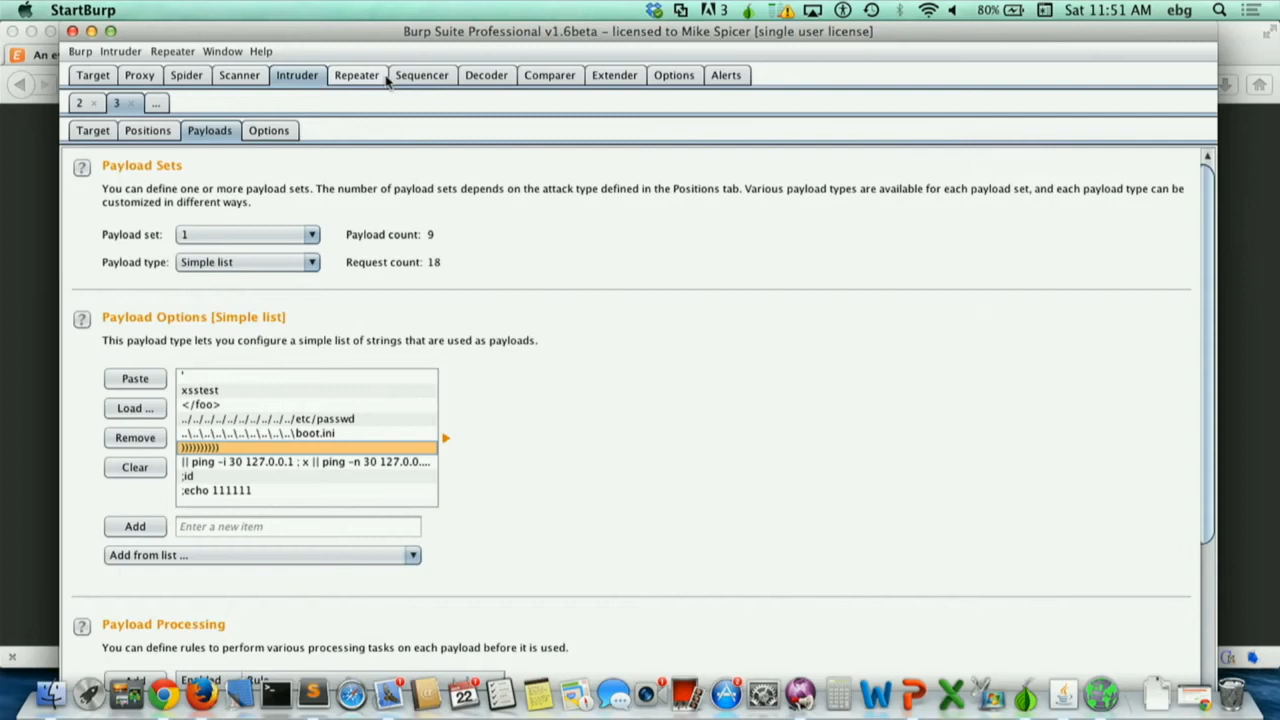 StartBurp 3 80% Sat 11:51 AM ebg
Burp Suite Professional v1.6beta - licensed to Mike Spicer [single user license]
An e
Burp Intruder Repeater Window Help
Target Proxy Spider Scanner Intruder Repeater Sequencer Decoder Comparer Extender Options Alerts
2 × 3 × ...
Target Positions Payloads Options
? Payload Sets
You can define one or more payload sets. The number of payload sets depends on the attack type defined in the Positions tab. Various payload types are available for each payload set, and each payload type can be
customized in different ways.
Payload set: 1 Payload count: 9
Payload type: Simple list Request count: 18
? Payload Options [Simple list]
This payload type lets you configure a simple list of strings that are used as payloads.
Paste
Load ...
Remove
Clear
'
xsstest
</foo>
../../../../../../../../../../etc/passwd
..\..\..\..\..\..\..\..\..\..\boot.ini
))))))))))
|| ping -i 30 127.0.0.1 ; x || ping -n 30 127.0.0....
;id
;echo 111111
Add Enter a new item
Add from list ...
? Payload Processing
You can define rules to perform various processing tasks on each payload before it is used.
Add Enabled Rule
22